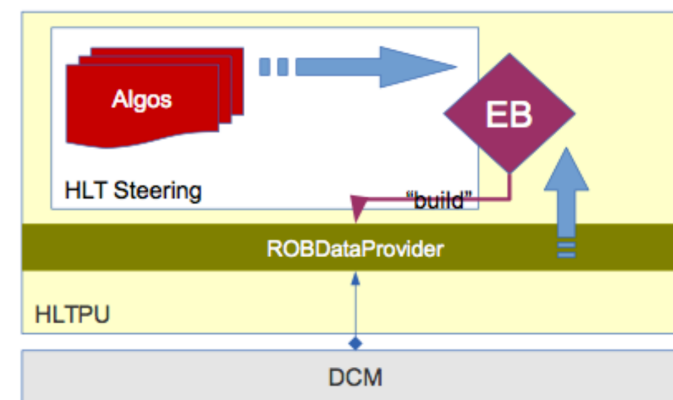 Algos
EB
HLT Steering
“build”
ROBDataProvider
HLTPU
DCM